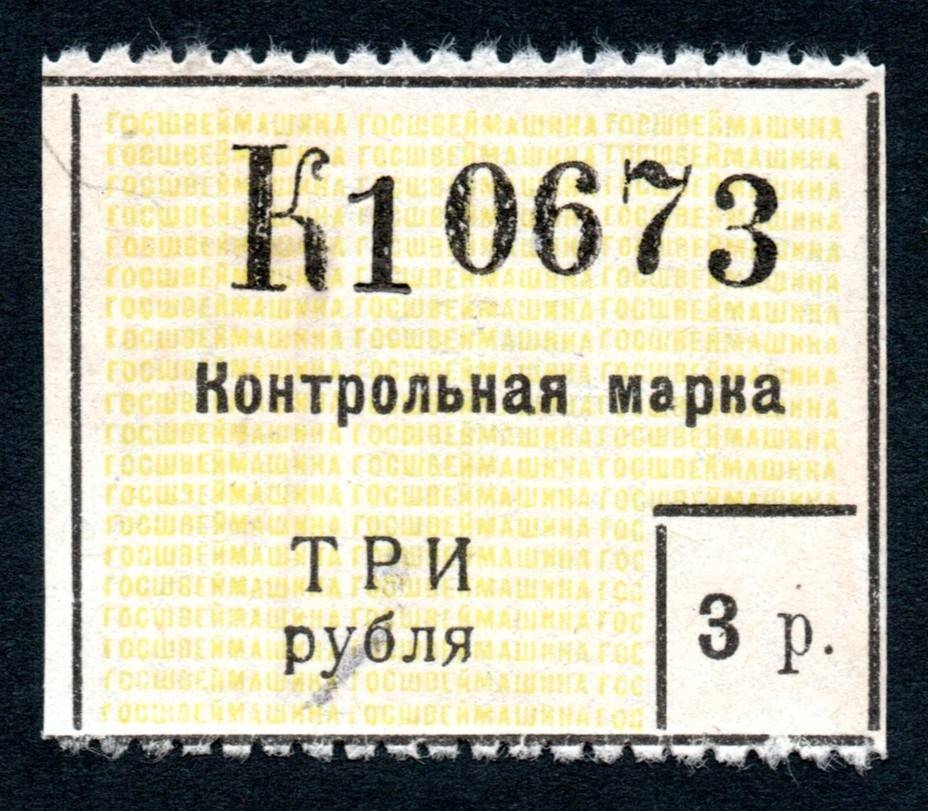 ГОСШВЕЙМАШИНА ГОСШВЕЙМАШИНА ГОСШВЕЙМАШИНА
К10673
Контрольная марка
ТРИ
рубля
3 р.